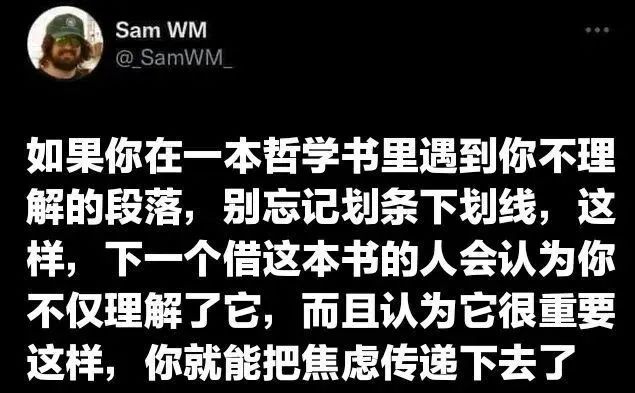 Sam WM
@_SamWM_
如果你在一本哲学书里遇到你不理
解的段落，别忘记划条下划线，这
样，下一个借这本书的人会认为你
不仅理解了它，而且认为它很重要
这样，你就能把焦虑传递下去了